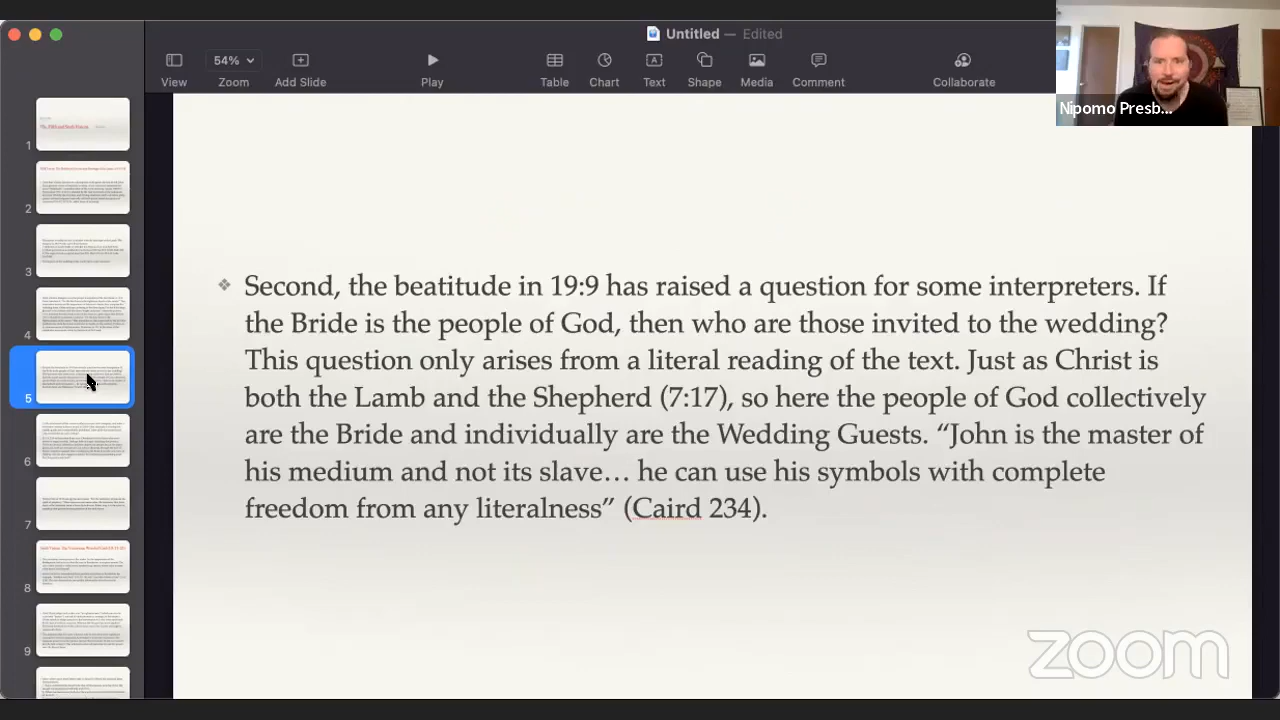 Untitled — Edited
54%
View Zoom Add Slide Play Table Chart Text Shape Media Comment Collaborate
Nipomo Presb...
1
2
3
4
5
6
7
8
9
❖ Second, the beatitude in 19:9 has raised a question for some interpreters. If
the Bride is the people of God, then who are those invited to the wedding?
This question only arises from a literal reading of the text. Just as Christ is
both the Lamb and the Shepherd (7:17), so here the people of God collectively
are the Bride and individually are the Wedding Guests. “John is the master of
his medium and not its slave… he can use his symbols with complete
freedom from any literalness” (Caird 234).
zoom